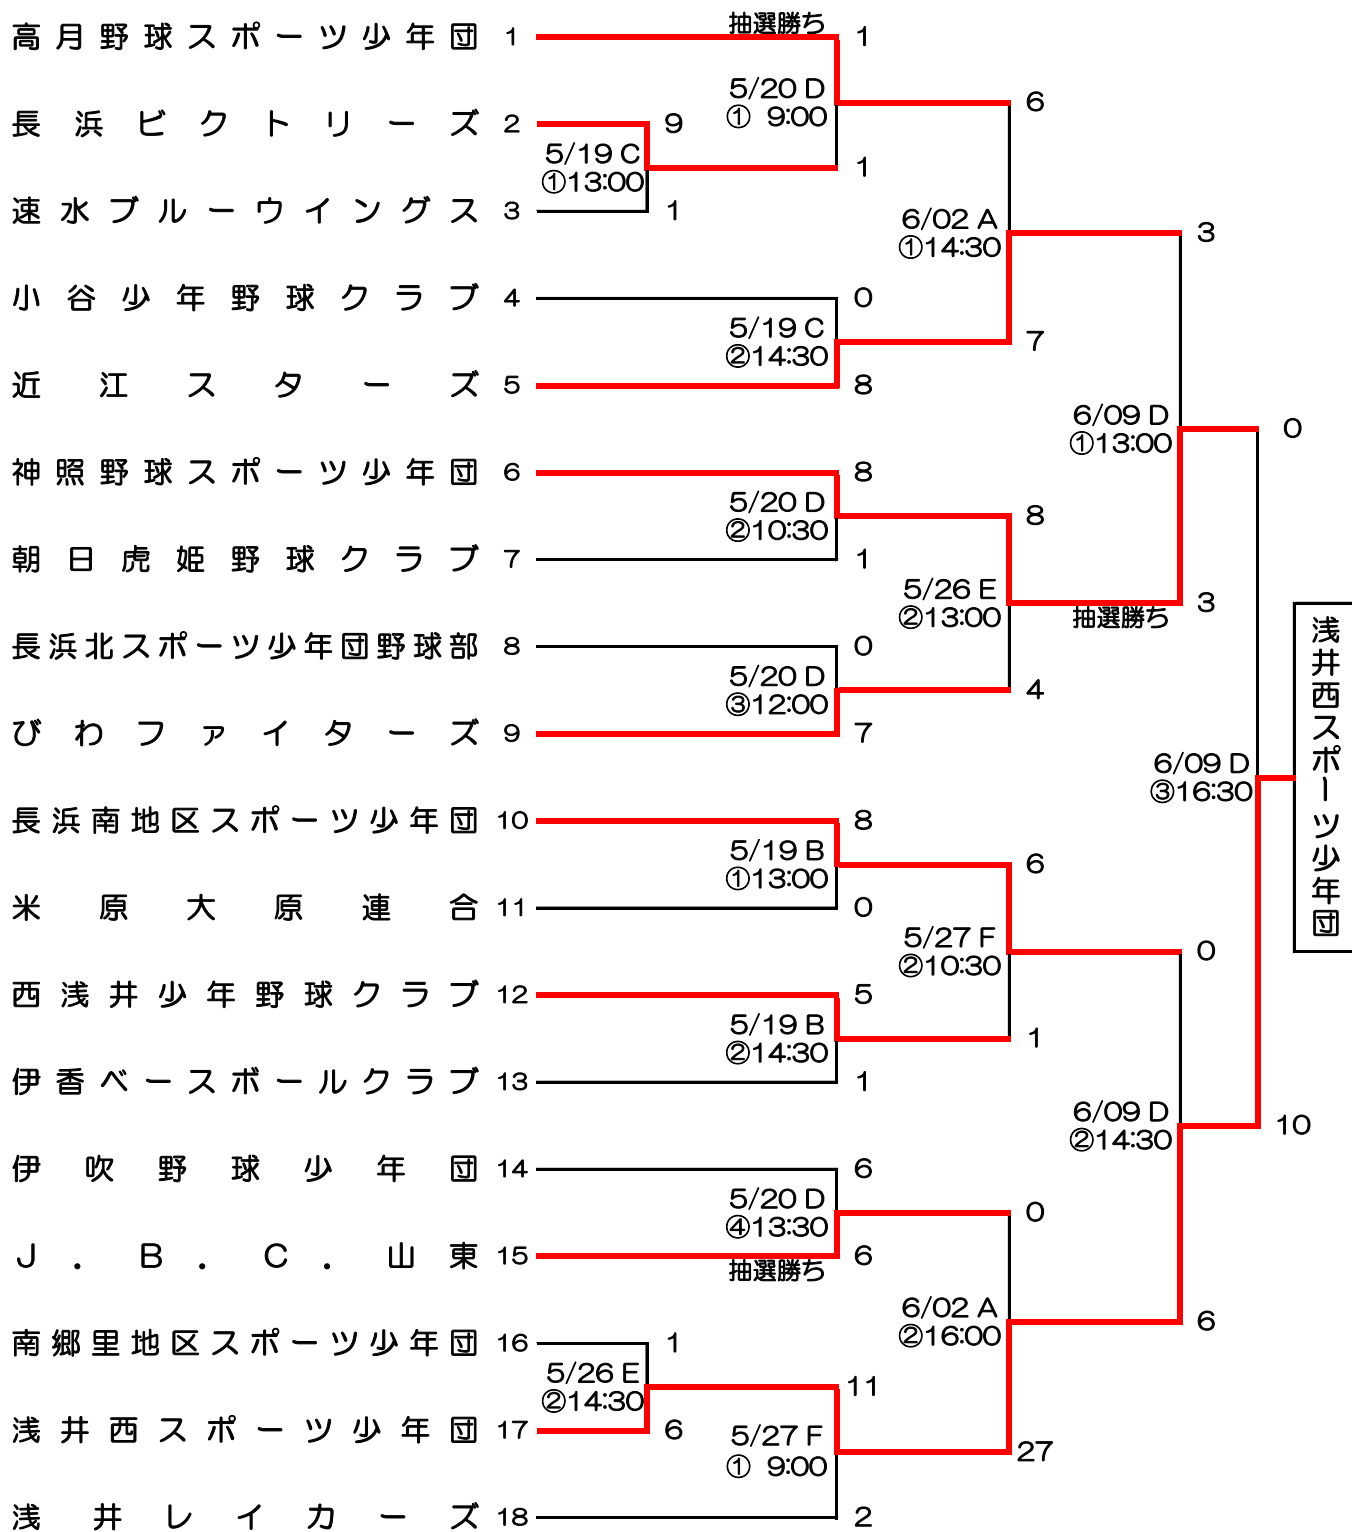 高月野球スポーツ少年団 1
抽選勝ち
1
5/20 D
① 9:00
6
長浜ビクトリーズ 2
9
5/19 C
①13:00
1
速水ブルーウイングス 3
1
6/02 A
①14:30
3
小谷少年野球クラブ 4
0
5/19 C
②14:30
7
近江スターズ 5
8
6/09 D
①13:00
0
神照野球スポーツ少年団 6
8
5/20 D
②10:30
8
朝日虎姫野球クラブ 7
1
5/26 E
②13:00
3
抽選勝ち
長浜北スポーツ少年団野球部 8
0
5/20 D
③12:00
4
びわファイターズ 9
7
6/09 D
③16:30
浅井西スポーツ少年団
長浜南地区スポーツ少年団 10
8
5/19 B
①13:00
6
米原大原連合 11
0
5/27 F
②10:30
0
西浅井少年野球クラブ 12
5
5/19 B
②14:30
1
伊香ベースボールクラブ 13
1
6/09 D
②14:30
10
伊吹野球少年団 14
6
5/20 D
④13:30
0
J.B.C.山東 15
6
抽選勝ち
6/02 A
②16:00
6
南郷里地区スポーツ少年団 16
1
5/26 E
②14:30
11
浅井西スポーツ少年団 17
6
5/27 F
① 9:00
27
浅井レイカーズ 18
2